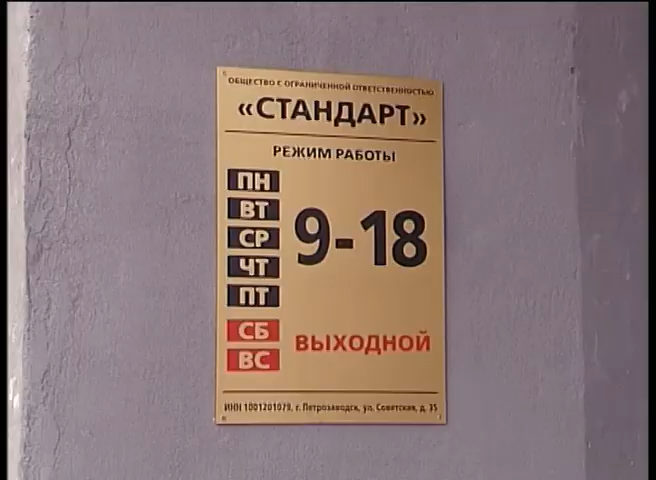 ОБЩЕСТВО С ОГРАНИЧЕННОЙ ОТВЕТСТВЕННОСТЬЮ
«СТАНДАРТ»
РЕЖИМ РАБОТЫ
ПН
ВТ
СР
ЧТ
ПТ
9-18
СБ
ВС
ВЫХОДНОЙ
ИНН 1001201079, г. Петрозаводск, ул. Советская, д. 35